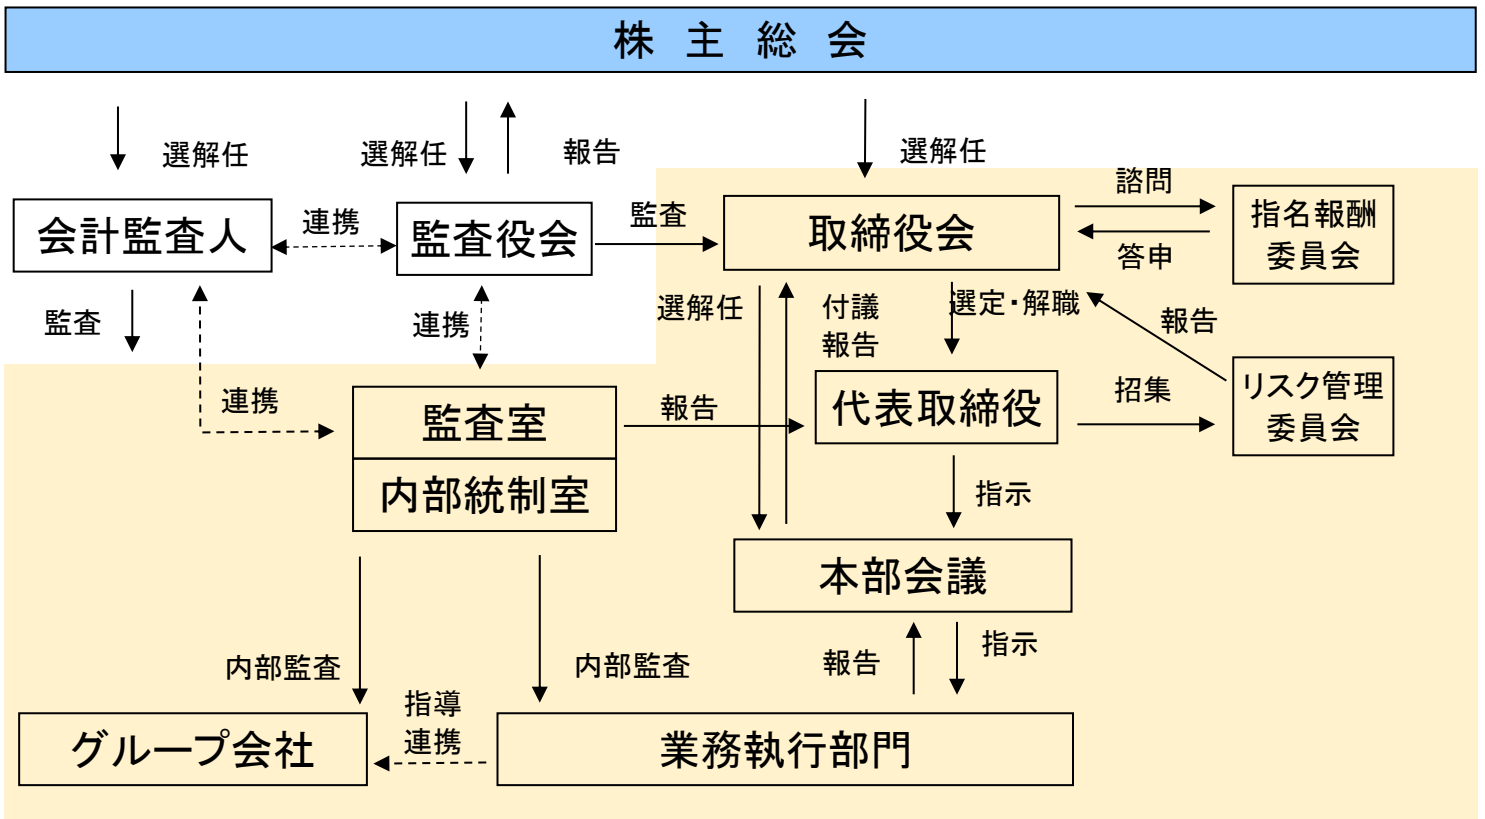 株 主 総 会
選解任
選解任
報告
選解任
会計監査人
連携
監査役会
監査
取締役会
諮問
答申
指名報酬
委員会
監査
連携
選解任
付議
報告
選定・解職
報告
連携
監査室
内部統制室
報告
代表取締役
招集
リスク管理
委員会
指示
本部会議
内部監査
内部監査
報告
指示
グループ会社
指導
連携
業務執行部門